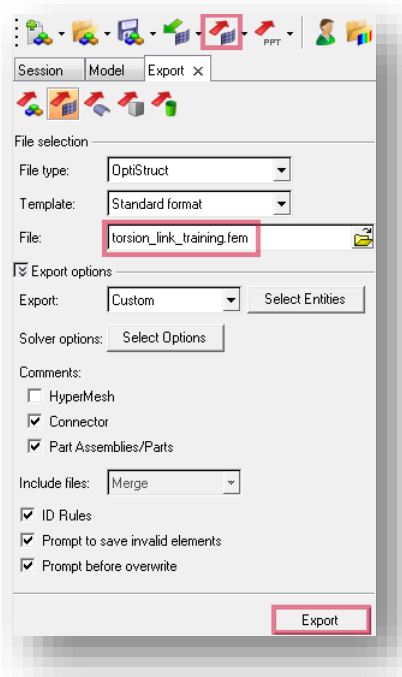 PPT
Session Model Export ×
File selection
File type: OptiStruct
Template: Standard format
File: torsion_link_training.fem
Export options
Export: Custom Select Entities
Solver options: Select Options
Comments:
HyperMesh
Connector
Part Assemblies/Parts
Include files: Merge
ID Rules
Prompt to save invalid elements
Prompt before overwrite
Export